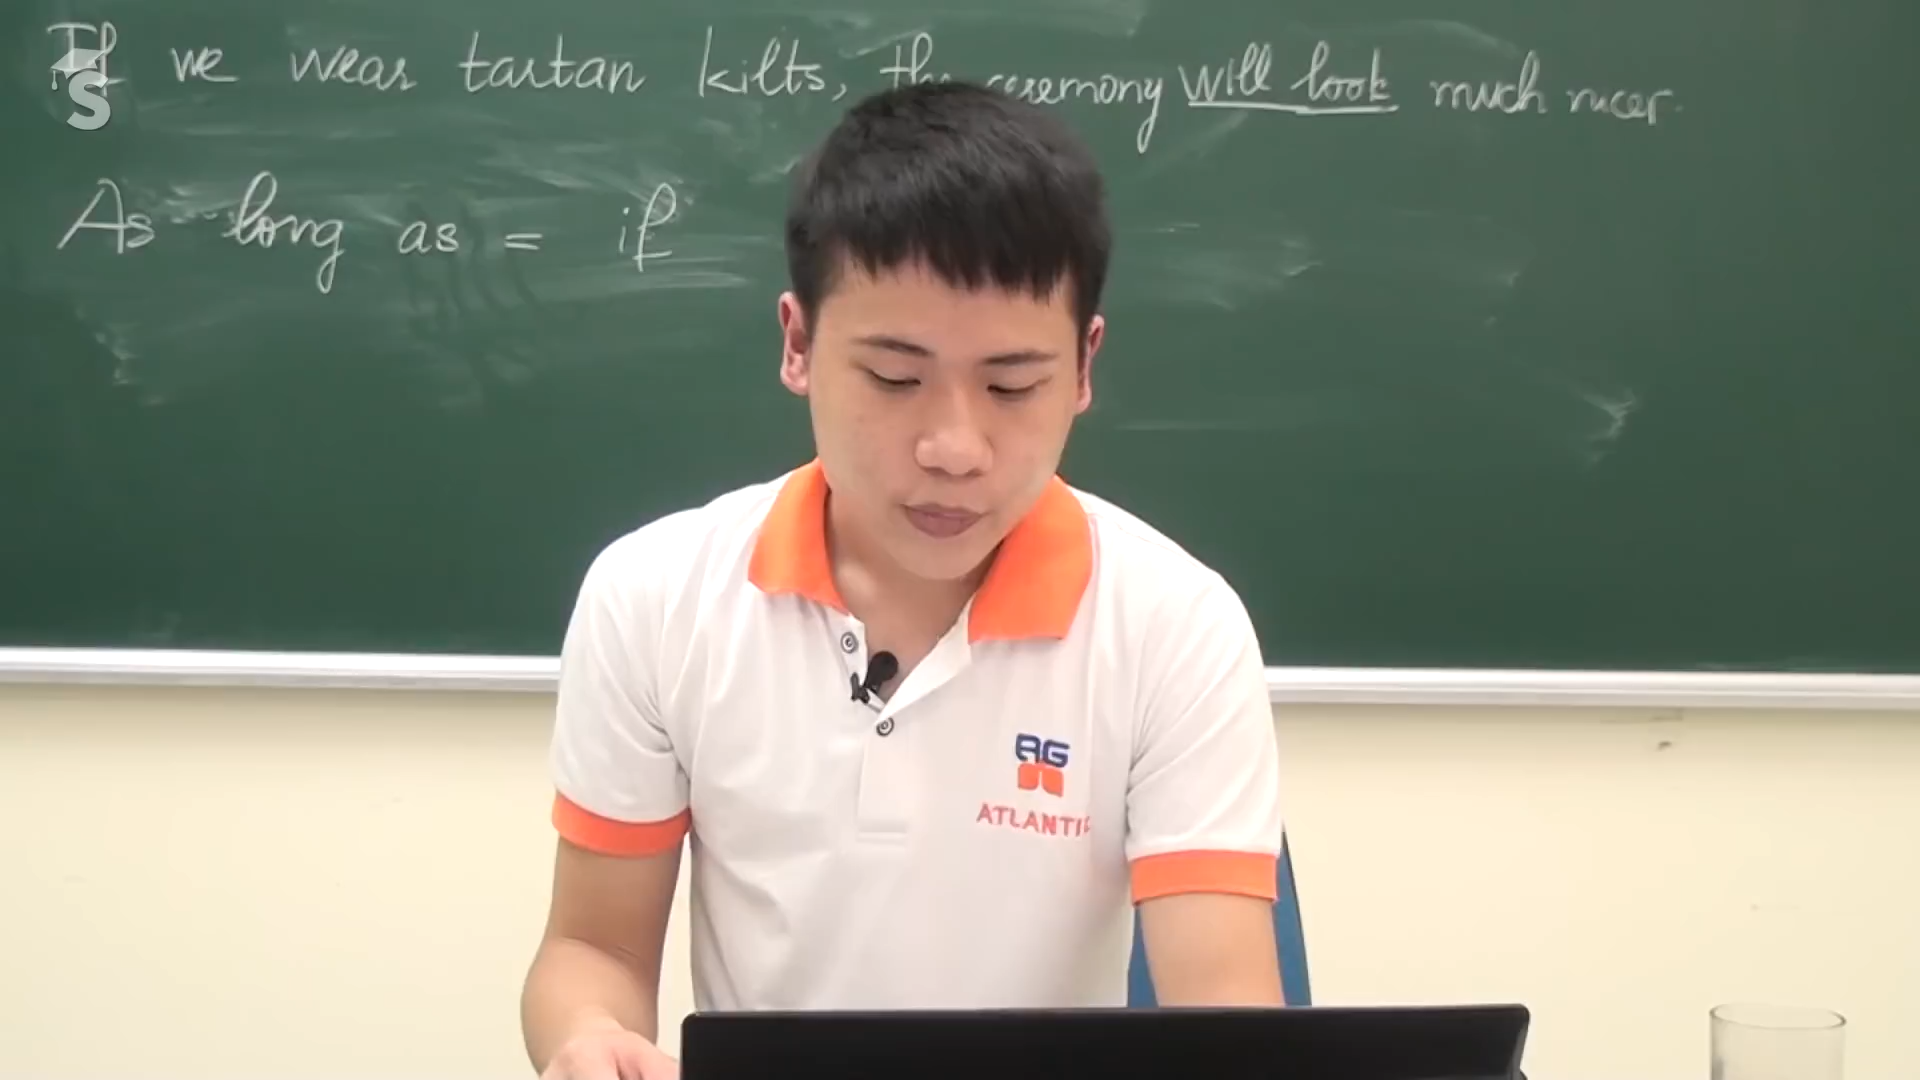 If we wear tartan kilts, the ceremony will look much nicer.
As long as = if
S
AG
ATLANTIC